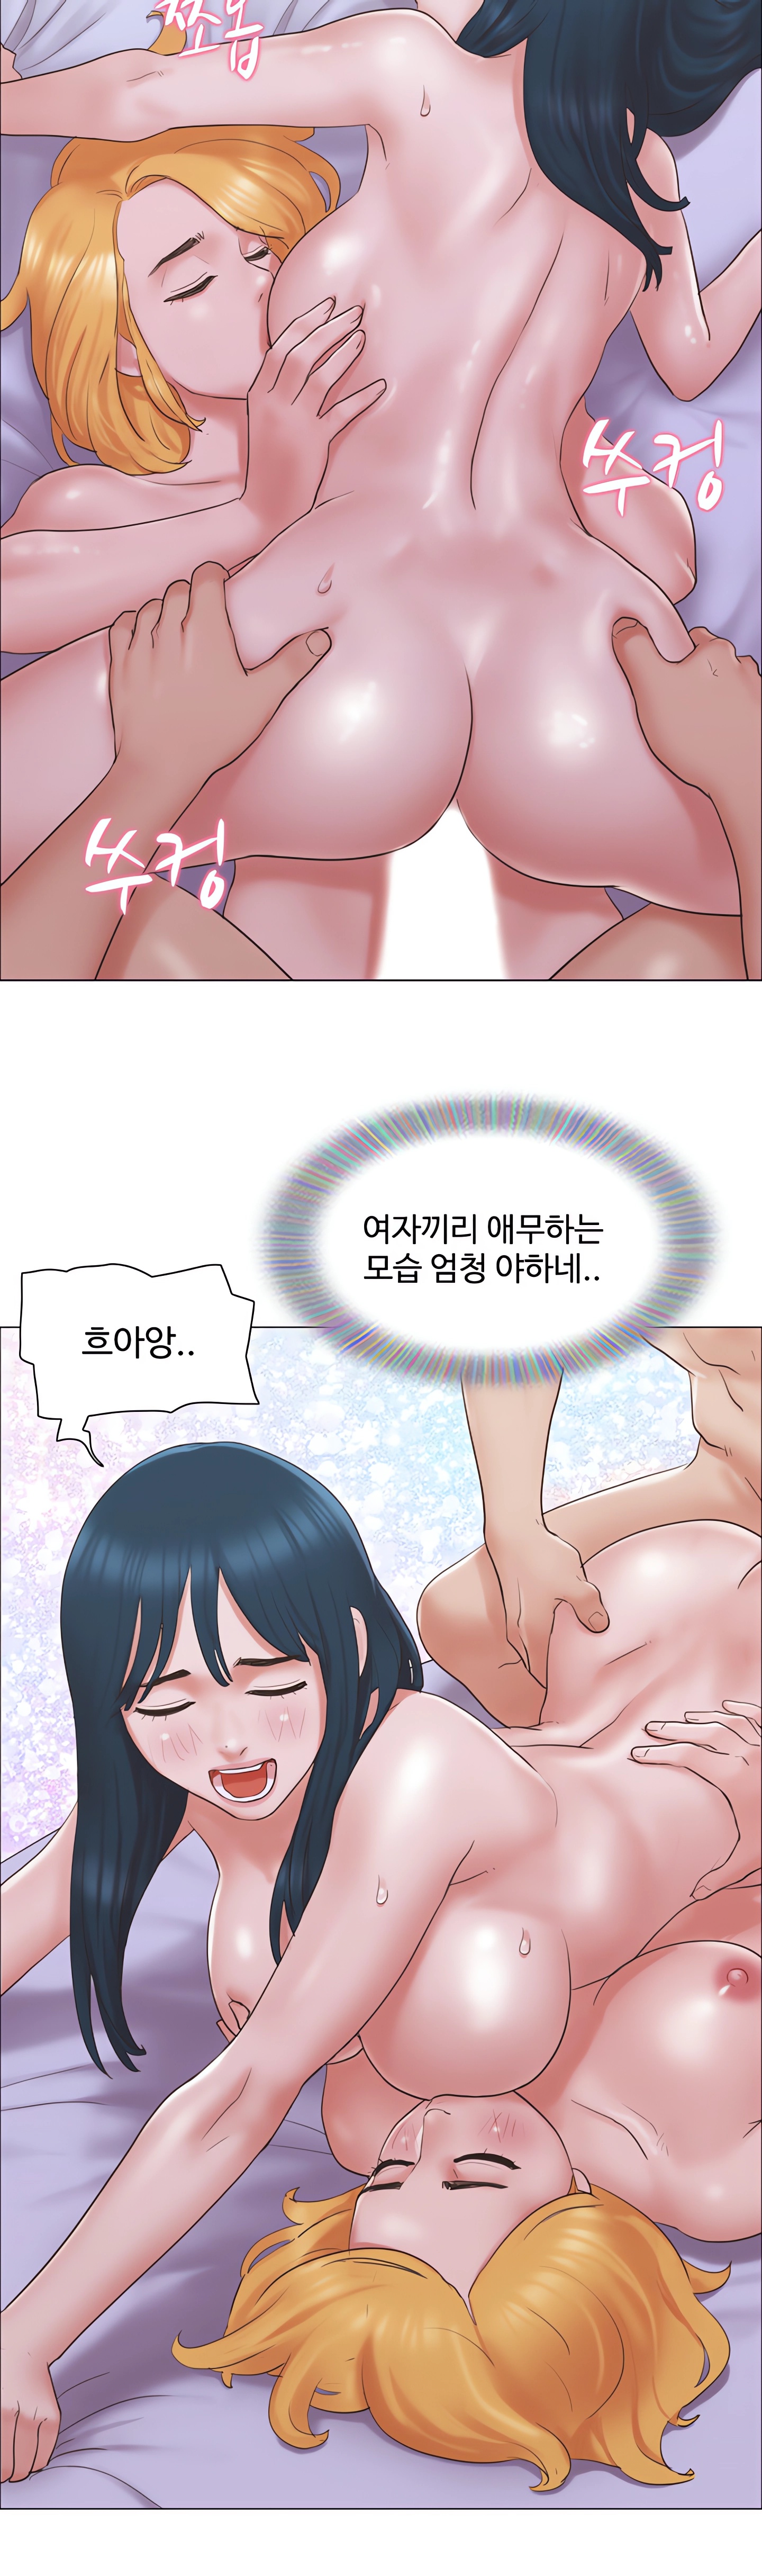 쪼옵
쑤컹
쑤컹
여자끼리 애무하는
모습 엄청 야하네..
흐아앙..